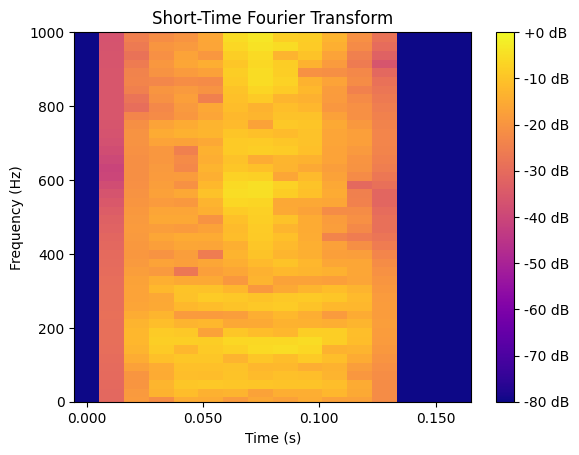 Short-Time Fourier Transform
Frequency (Hz)
1000
800
600
400
200
0
0.000
0.050
0.100
0.150
Time (s)
+0 dB
-10 dB
-20 dB
-30 dB
-40 dB
-50 dB
-60 dB
-70 dB
-80 dB